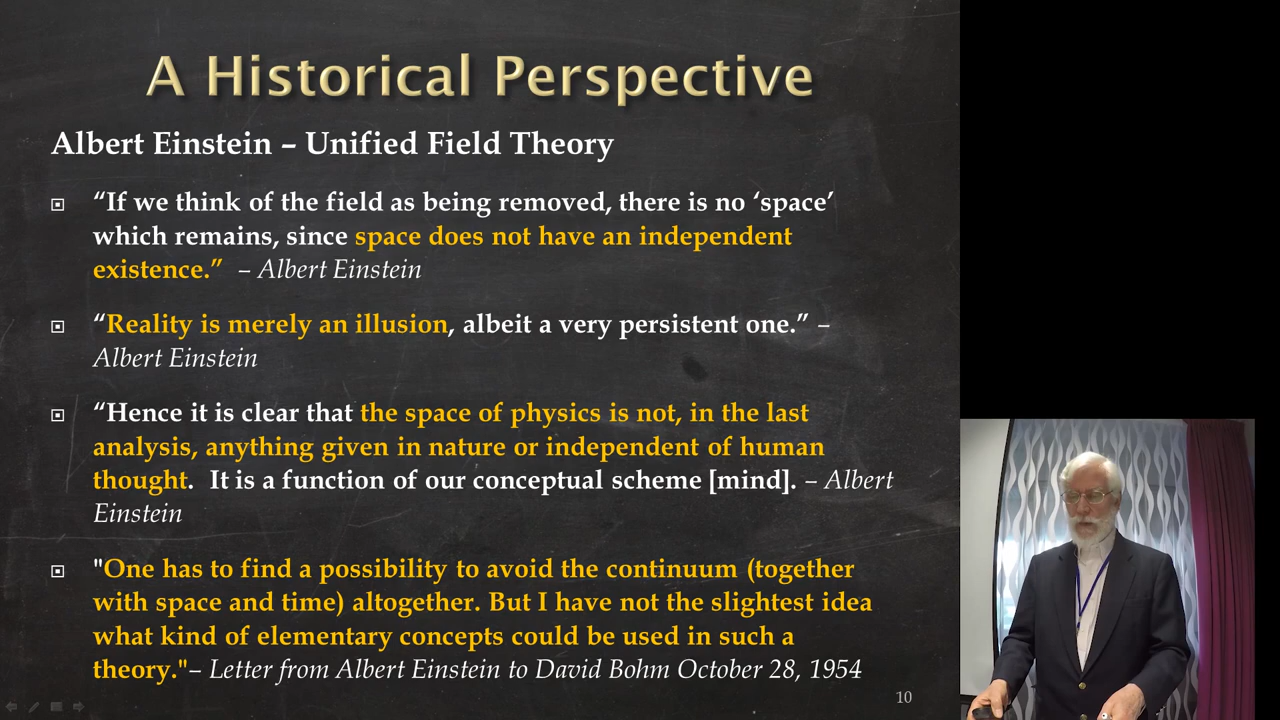 A Historical Perspective
Albert Einstein – Unified Field Theory
“If we think of the field as being removed, there is no ‘space’
which remains, since space does not have an independent
existence.” – Albert Einstein
“Reality is merely an illusion, albeit a very persistent one.” –
Albert Einstein
“Hence it is clear that the space of physics is not, in the last
analysis, anything given in nature or independent of human
thought. It is a function of our conceptual scheme [mind]. – Albert
Einstein
"One has to find a possibility to avoid the continuum (together
with space and time) altogether. But I have not the slightest idea
what kind of elementary concepts could be used in such a
theory."– Letter from Albert Einstein to David Bohm October 28, 1954
10